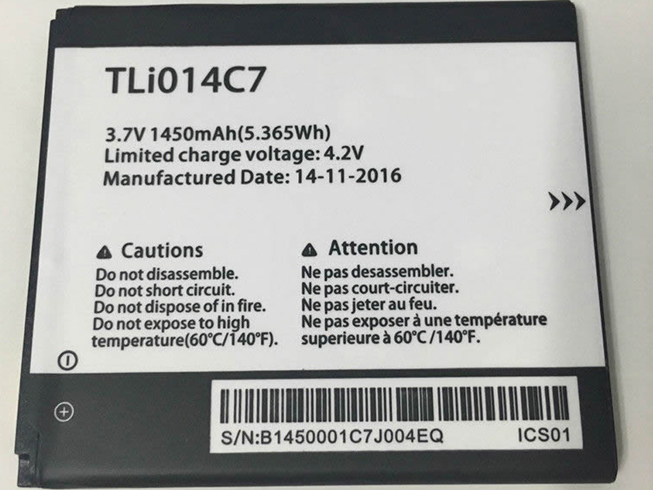 TLi014C7
3.7V 1450mAh(5.365Wh)
Limited charge voltage: 4.2V
Manufactured Date: 14-11-2016
Cautions
Do not disassemble.
Do not short circuit.
Do not dispose of in fire.
Do not expose to high
temperature(60°C/140°F).
Attention
Ne pas desassembler.
Ne pas court-circuiter.
Ne pas jeter au feu.
Ne pas exposer à une température
superieure à 60°C /140°F.
S/N:B1450001C7J004EQ ICS01